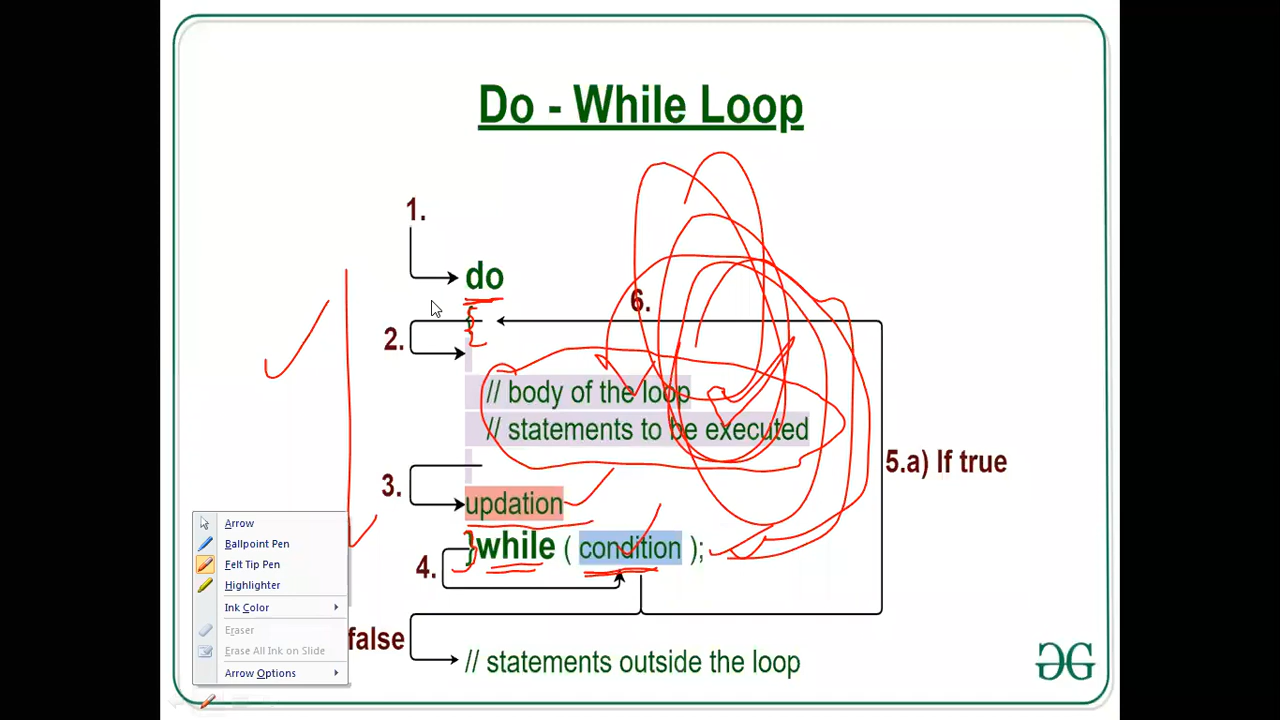 Do - While Loop
1.
do
{
6.
2.
// body of the loop
// statements to be executed
5.a) If true
3.
updation
}while ( condition );
4.
false
// statements outside the loop
Arrow
Ballpoint Pen
Felt Tip Pen
Highlighter
Ink Color
Eraser
Erase All Ink on Slide
Arrow Options